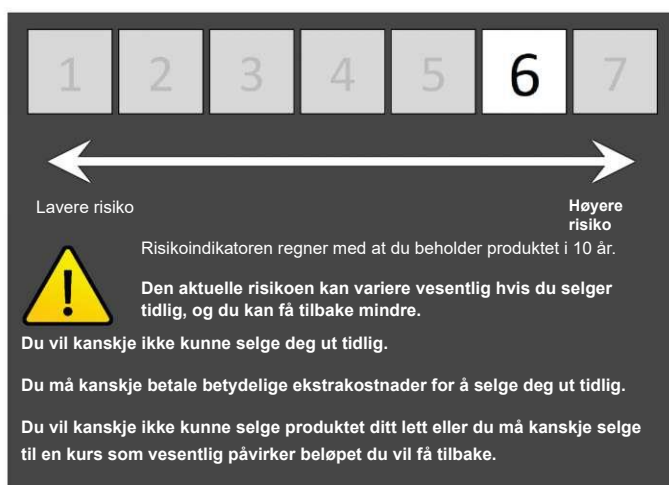 1 2 3 4 5 6 7
Lavere risiko
Høyere
risiko
Risikoindikatoren regner med at du beholder produktet i 10 år.
Den aktuelle risikoen kan variere vesentlig hvis du selger
tidlig, og du kan få tilbake mindre.
Du vil kanskje ikke kunne selge deg ut tidlig.
Du må kanskje betale betydelige ekstrakostnader for å selge deg ut tidlig.
Du vil kanskje ikke kunne selge produktet ditt lett eller du må kanskje selge
til en kurs som vesentlig påvirker beløpet du vil få tilbake.